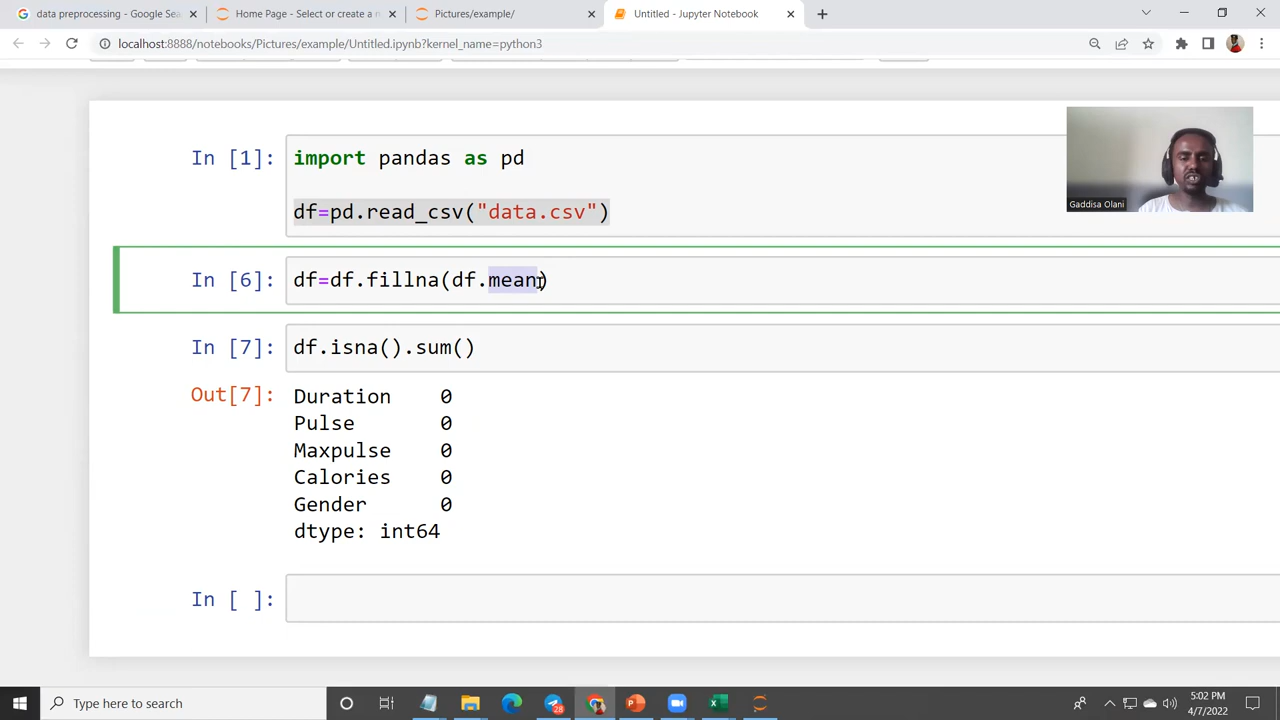 data preprocessing - Google Sea
Home Page - Select or create a n
Pictures/example/
Untitled - Jupyter Notebook
localhost:8888/notebooks/Pictures/example/Untitled.ipynb?kernel_name=python3
In [1]:
import pandas as pd
df=pd.read_csv("data.csv")
Gaddisa Olani
In [6]:
df=df.fillna(df.mean)
In [7]:
df.isna().sum()
Out[7]:
Duration 0
Pulse 0
Maxpulse 0
Calories 0
Gender 0
dtype: int64
In [ ]:
Type here to search
28
5:02 PM
4/7/2022